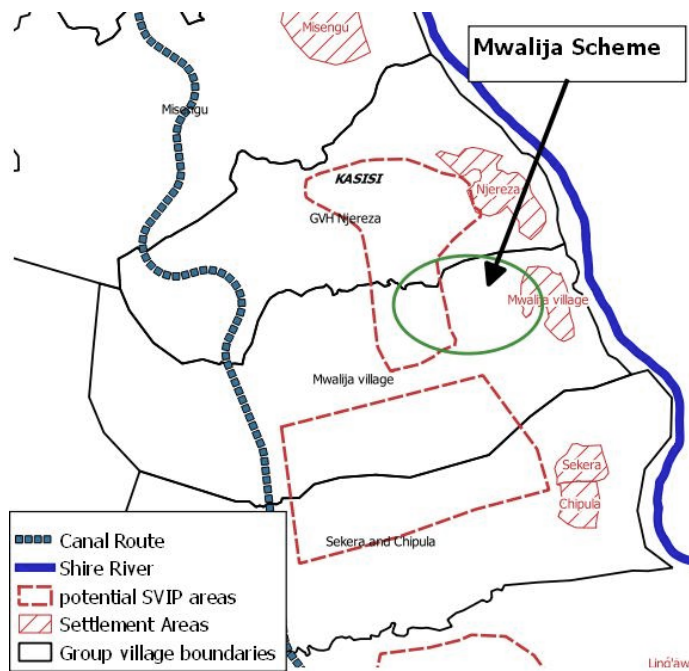 Misengu
Mwalija Scheme
Misengu
KASISI
Njereza
GVH Njereza
Mwalija village
Mwalija village
Sekera
Chipula
Sekera and Chipula
Canal Route
Shire River
potential SVIP areas
Settlement Areas
Group village boundaries